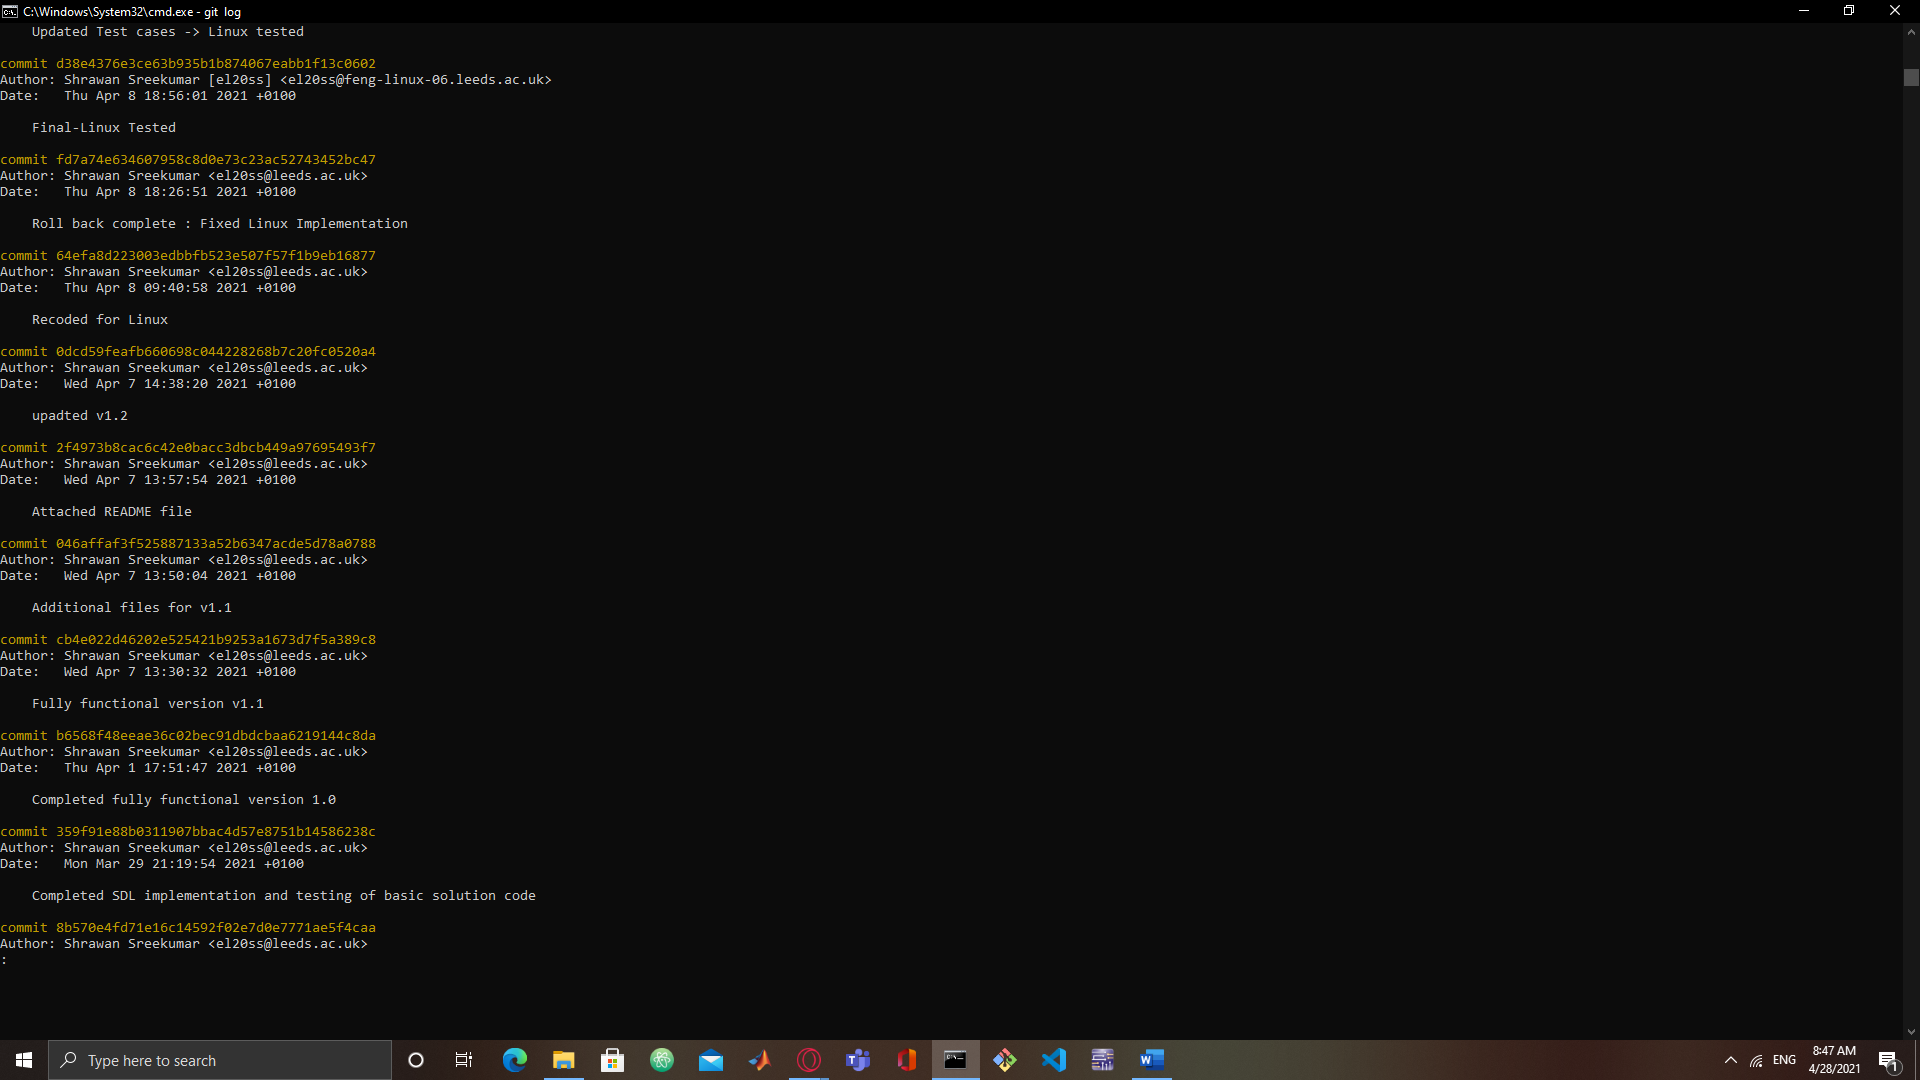 C:\Windows\System32\cmd.exe - git  log
    Updated Test cases -> Linux tested
commit d38e4376e3ce63b935b1b874067eabb1f13c0602
Author: Shrawan Sreekumar [el20ss] <el20ss@feng-linux-06.leeds.ac.uk>
Date:   Thu Apr 8 18:56:01 2021 +0100
    Final-Linux Tested
commit fd7a74e634607958c8d0e73c23ac52743452bc47
Author: Shrawan Sreekumar <el20ss@leeds.ac.uk>
Date:   Thu Apr 8 18:26:51 2021 +0100
    Roll back complete : Fixed Linux Implementation
commit 64efa8d223003edbbfb523e507f57f1b9eb16877
Author: Shrawan Sreekumar <el20ss@leeds.ac.uk>
Date:   Thu Apr 8 09:40:58 2021 +0100
    Recoded for Linux
commit 0dcd59feafb660698c044228268b7c20fc0520a4
Author: Shrawan Sreekumar <el20ss@leeds.ac.uk>
Date:   Wed Apr 7 14:38:20 2021 +0100
    upadted v1.2
commit 2f4973b8cac6c42e0bacc3dbcb449a97695493f7
Author: Shrawan Sreekumar <el20ss@leeds.ac.uk>
Date:   Wed Apr 7 13:57:54 2021 +0100
    Attached README file
commit 046affaf3f525887133a52b6347acde5d78a0788
Author: Shrawan Sreekumar <el20ss@leeds.ac.uk>
Date:   Wed Apr 7 13:50:04 2021 +0100
    Additional files for v1.1
commit cb4e022d46202e525421b9253a1673d7f5a389c8
Author: Shrawan Sreekumar <el20ss@leeds.ac.uk>
Date:   Wed Apr 7 13:30:32 2021 +0100
    Fully functional version v1.1
commit b6568f48eeae36c02bec91dbdcbaa6219144c8da
Author: Shrawan Sreekumar <el20ss@leeds.ac.uk>
Date:   Thu Apr 1 17:51:47 2021 +0100
    Completed fully functional version 1.0
commit 359f91e88b0311907bbac4d57e8751b14586238c
Author: Shrawan Sreekumar <el20ss@leeds.ac.uk>
Date:   Mon Mar 29 21:19:54 2021 +0100
    Completed SDL implementation and testing of basic solution code
commit 8b570e4fd71e16c14592f02e7d0e7771ae5f4caa
Author: Shrawan Sreekumar <el20ss@leeds.ac.uk>
:
Type here to search
ENG
8:47 AM
4/28/2021
1